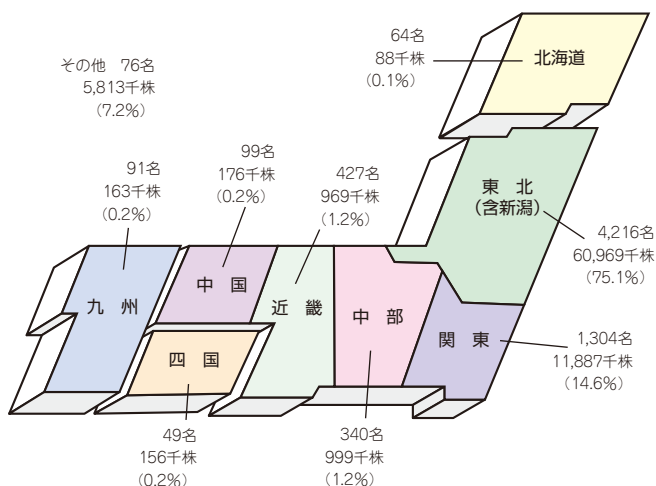 64名
88千株
(0.1%)
北海道
その他　76名
5,813千株
(7.2%)
99名
176千株
(0.2%)
427名
969千株
(1.2%)
91名
163千株
(0.2%)
東　北
(含新潟)
4,216名
60,969千株
(75.1%)
九　州
中　国
近　畿
中　部
関　東
四　国
1,304名
11,887千株
(14.6%)
49名
156千株
(0.2%)
340名
999千株
(1.2%)